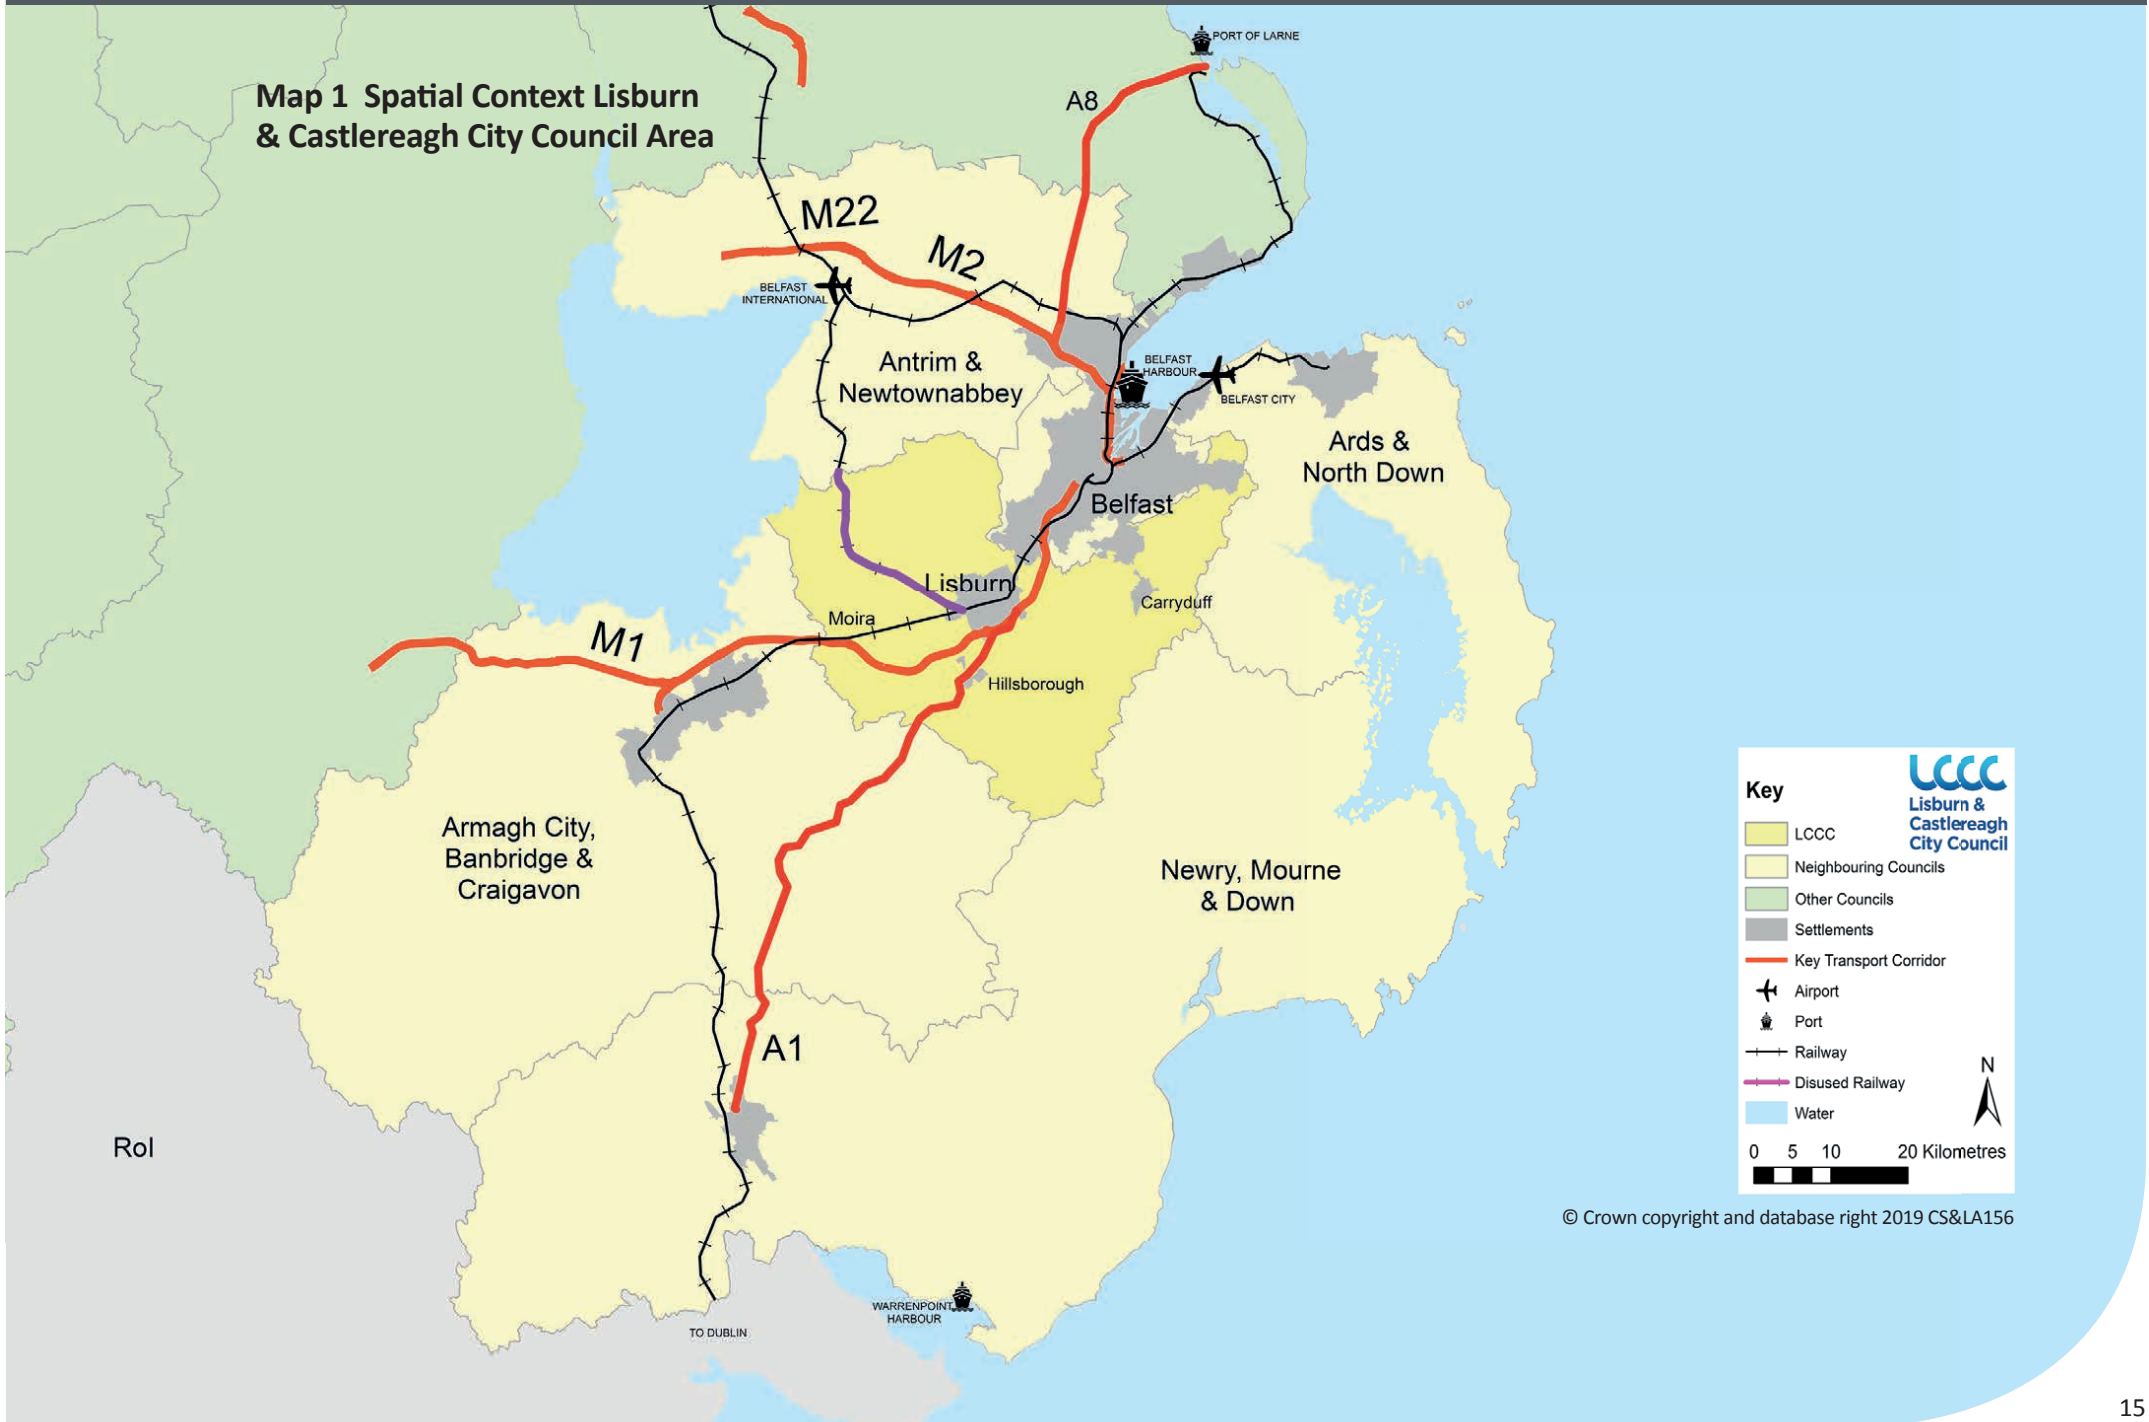 Map 1 Spatial Context Lisburn
& Castlereagh City Council Area
PORT OF LARNE
A8
M22
M2
BELFAST
INTERNATIONAL
Antrim &
Newtownabbey
BELFAST
HARBOUR
BELFAST CITY
Ards &
North Down
Belfast
Lisburn
Moira
Carryduff
M1
Hillsborough
Armagh City,
Banbridge &
Craigavon
Newry, Mourne
& Down
A1
RoI
WARRENPOINT
HARBOUR
TO DUBLIN
Key
LCCC
Lisburn &
Castlereagh
City Council
LCCC
Neighbouring Councils
Other Councils
Settlements
Key Transport Corridor
Airport
Port
Railway
Disused Railway
Water
N
0 5 10 20 Kilometres
© Crown copyright and database right 2019 CS&LA156
15